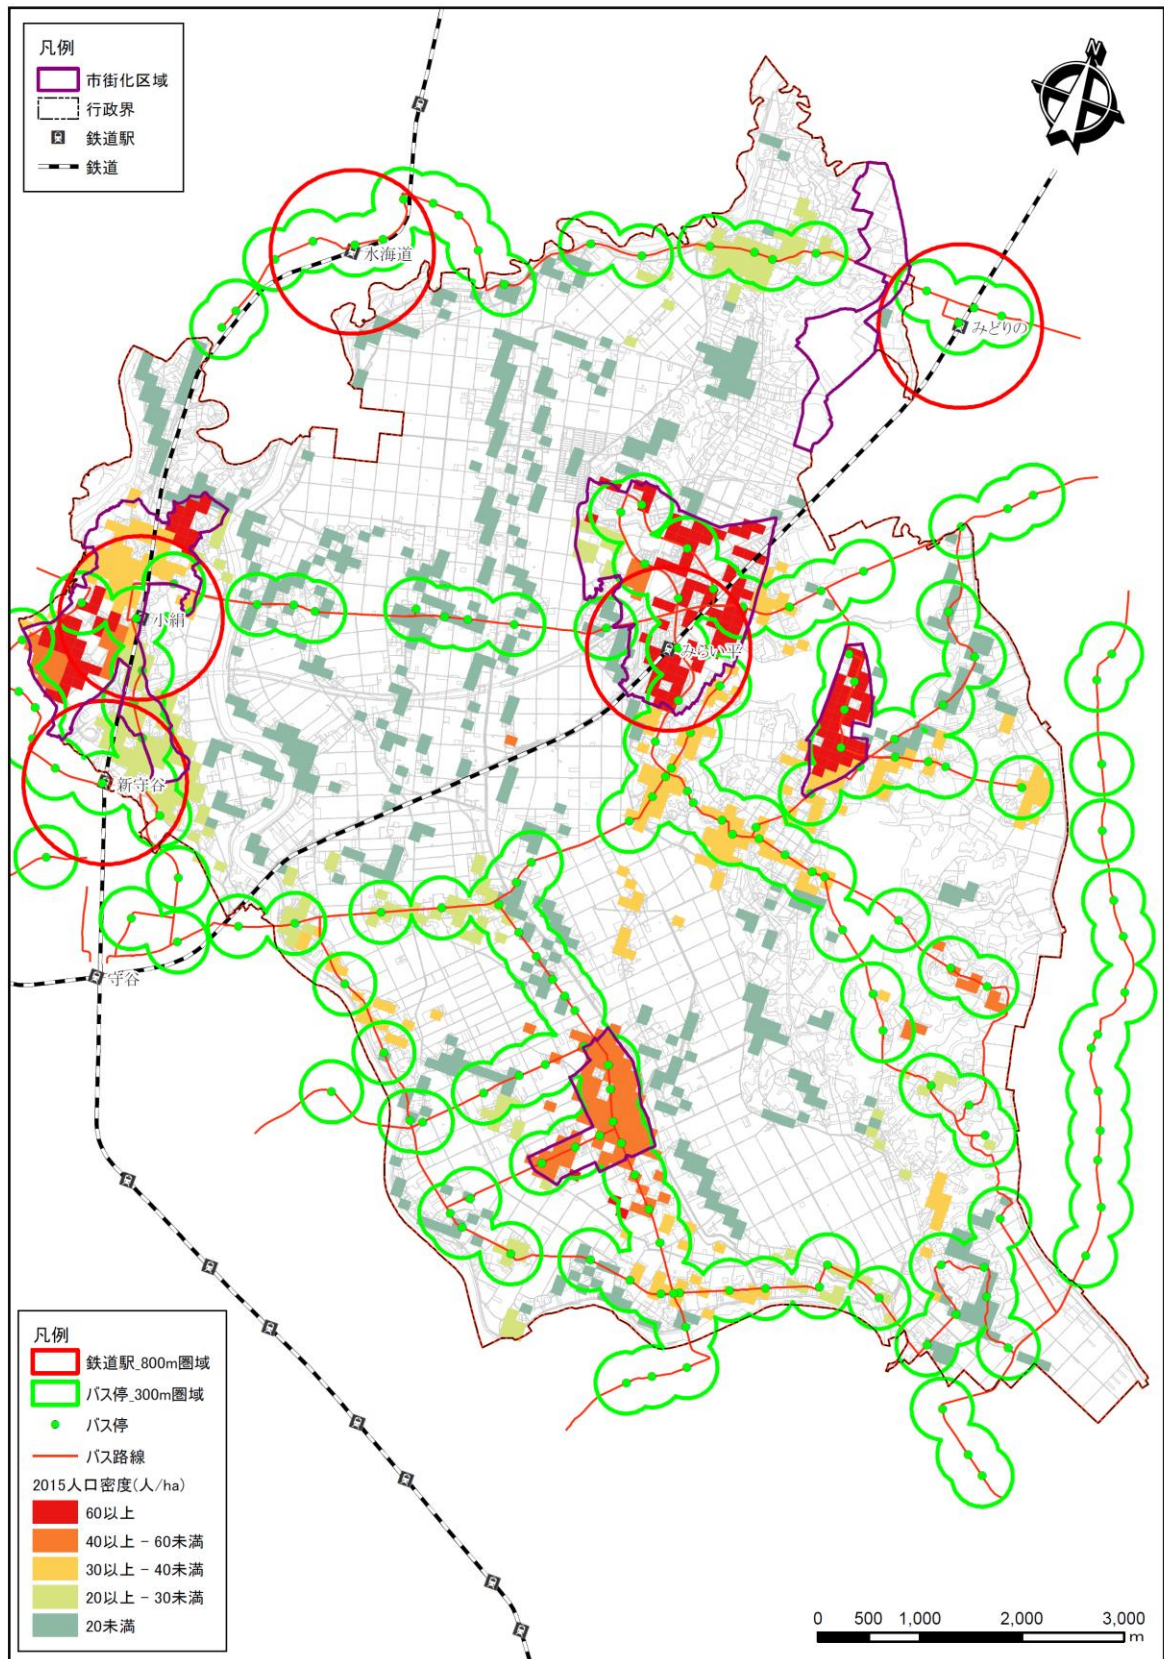 凡例
市街化区域
行政界
鉄道駅
鉄道
N
水海道
みどりの
小絹
みらい平
新守谷
守谷
凡例
鉄道駅_800m圏域
バス停_300m圏域
バス停
バス路線
2015人口密度(人/ha)
60以上
40以上 - 60未満
30以上 - 40未満
20以上 - 30未満
20未満
0 500 1,000 2,000 3,000
m